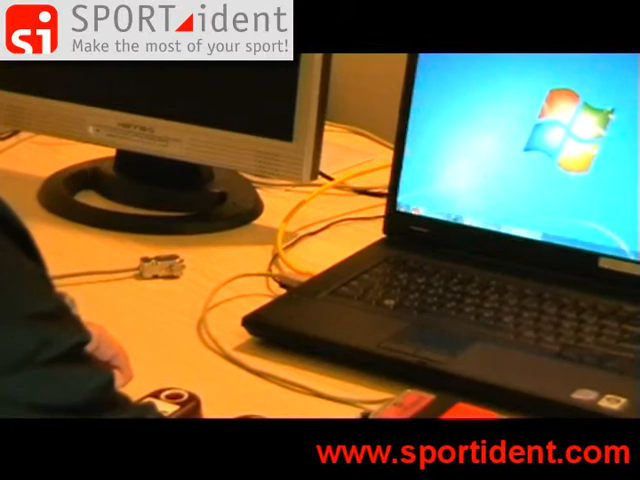 si SPORTident
Make the most of your sport!
www.sportident.com